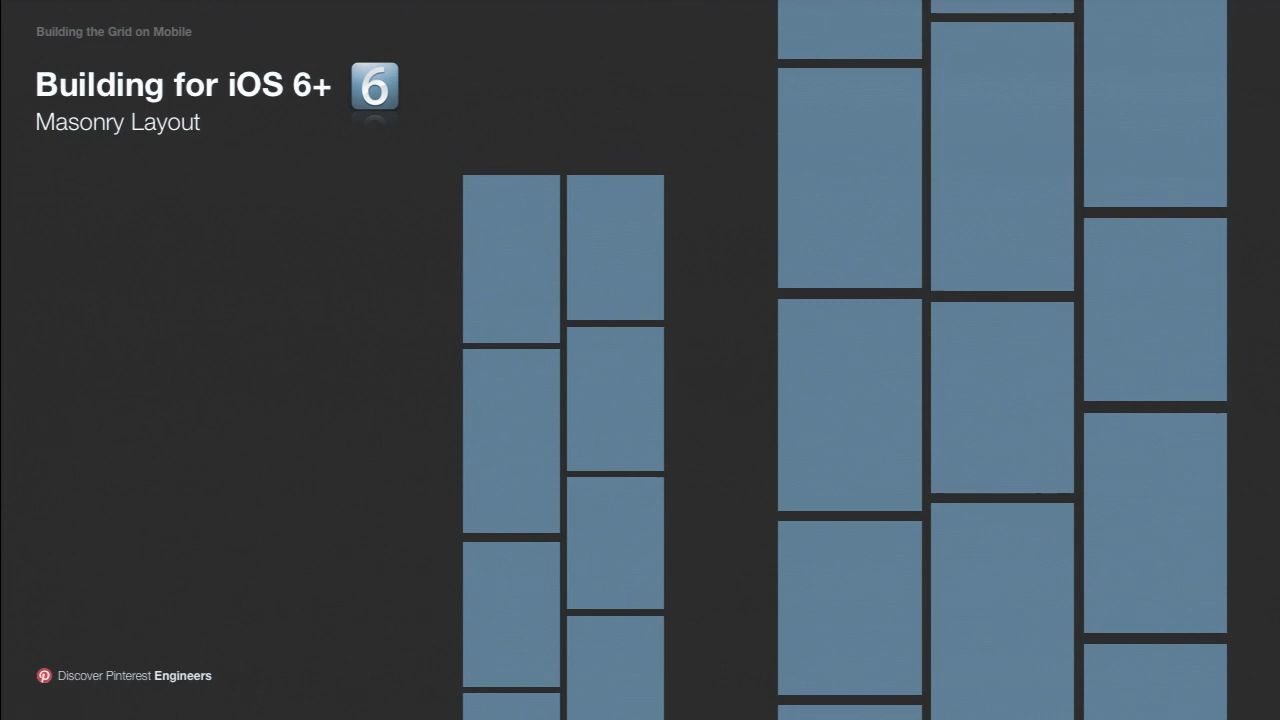 Building the Grid on Mobile
Building for iOS 6+ 6
Masonry Layout
Discover Pinterest Engineers